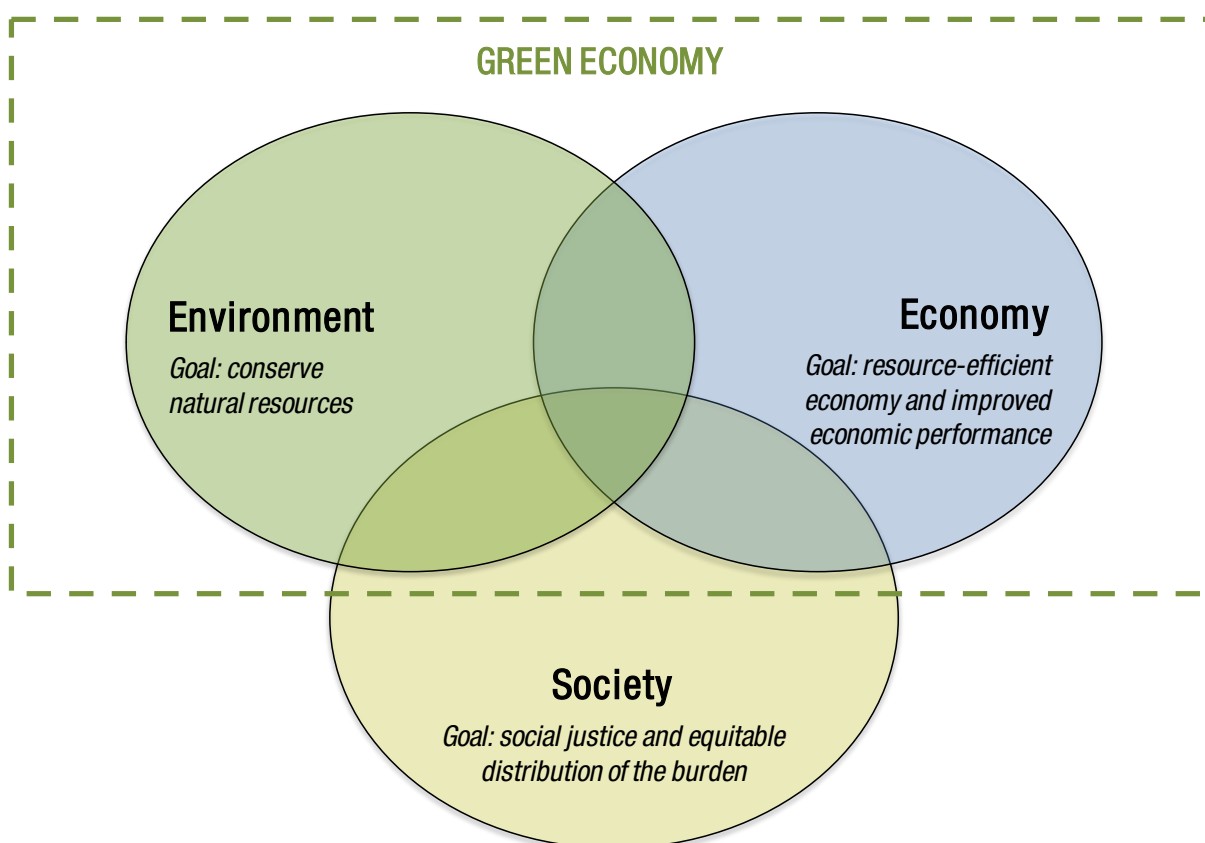 GREEN ECONOMY
Environment
Goal: conserve
natural resources
Economy
Goal: resource-efficient
economy and improved
economic performance
Society
Goal: social justice and equitable
distribution of the burden